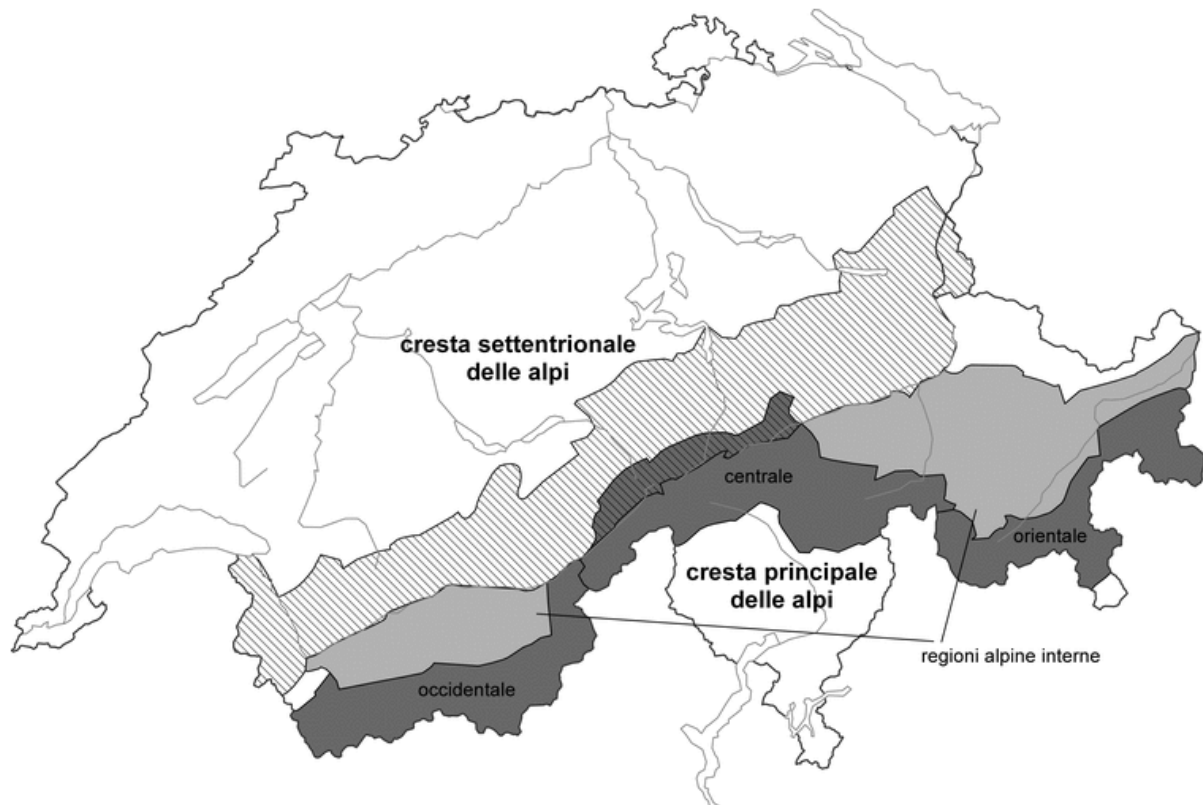 cresta settentrionale
delle alpi
centrale
orientale
cresta principale
delle alpi
regioni alpine interne
occidentale